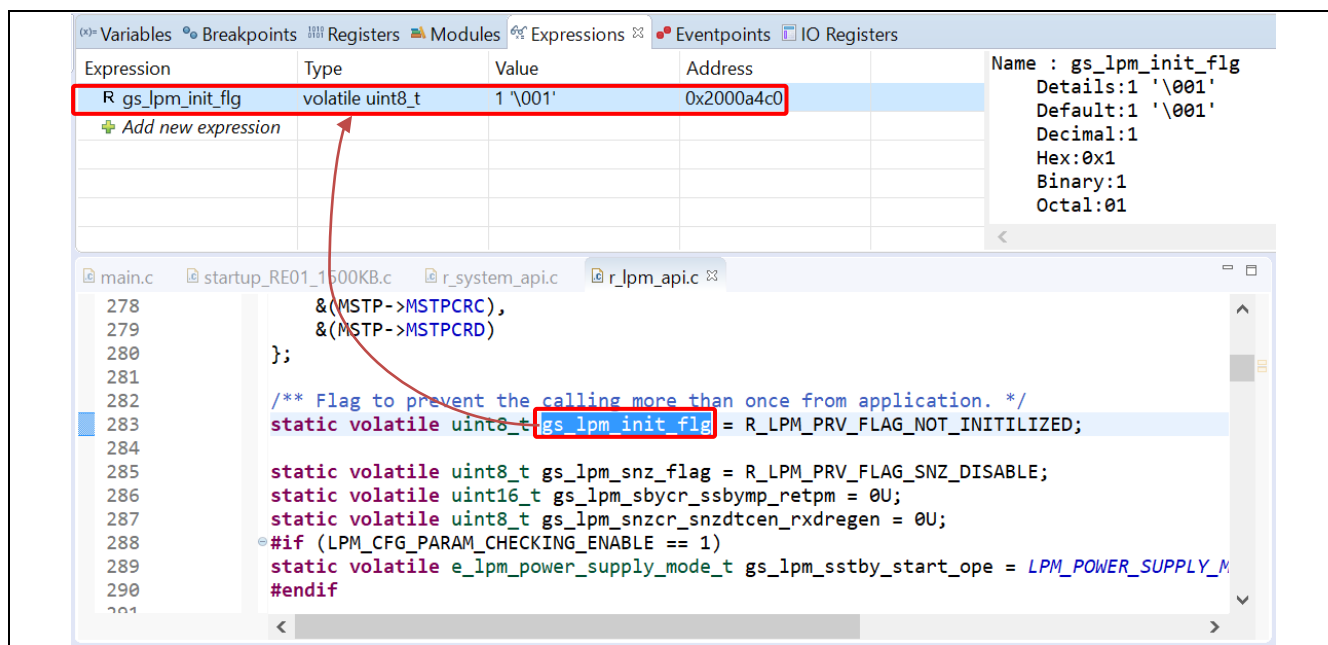 (x)= Variables Breakpoints Registers Modules Expressions Eventpoints IO Registers
Expression Type Value Address
R gs_lpm_init_flg volatile uint8_t 1 '\001' 0x2000a4c0
Add new expression
Name : gs_lpm_init_flg
Details:1 '\001'
Default:1 '\001'
Decimal:1
Hex:0x1
Binary:1
Octal:01
main.c startup_RE01_1500KB.c r_system_api.c r_lpm_api.c
278 &(MSTP->MSTPCRC),
279 &(MSTP->MSTPCRD)
280 };
281
282 /** Flag to prevent the calling more than once from application. */
283 static volatile uint8_t gs_lpm_init_flg = R_LPM_PRV_FLAG_NOT_INITILIZED;
284
285 static volatile uint8_t gs_lpm_snz_flag = R_LPM_PRV_FLAG_SNZ_DISABLE;
286 static volatile uint16_t gs_lpm_sbycr_ssbymp_retpm = 0U;
287 static volatile uint8_t gs_lpm_snzcr_snzdtcen_rxdregen = 0U;
288 #if (LPM_CFG_PARAM_CHECKING_ENABLE == 1)
289 static volatile e_lpm_power_supply_mode_t gs_lpm_sstby_start_ope = LPM_POWER_SUPPLY_M
290 #endif
291